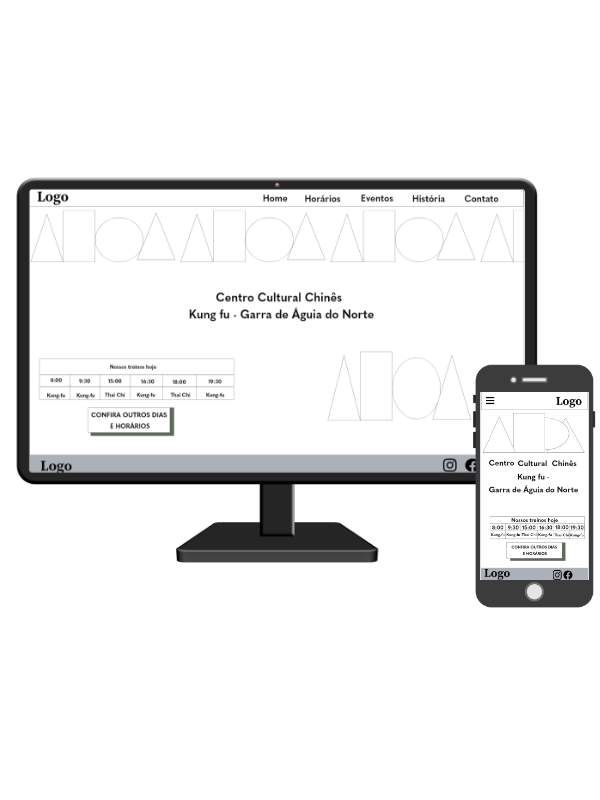 Logo
Home Horários Eventos História Contato
Centro Cultural Chinês
Kung fu - Garra de Águia do Norte
Nossos treinos hoje
8:00 9:30 15:00 16:30 18:00 19:30
Kung-fu Kung-fu Thai Chi Kung-fu Thai Chi Kung-fu
CONFIRA OUTROS DIAS
E HORÁRIOS
Logo
Logo
Centro Cultural Chinês
Kung fu -
Garra de Águia do Norte
Nossos treinos hoje
8:00 9:30 15:00 16:30 18:00 19:30
Kung-fu Kung-fu Thai Chi Kung-fu Thai Chi Kung-fu
CONFIRA OUTROS DIAS
E HORÁRIOS
Logo